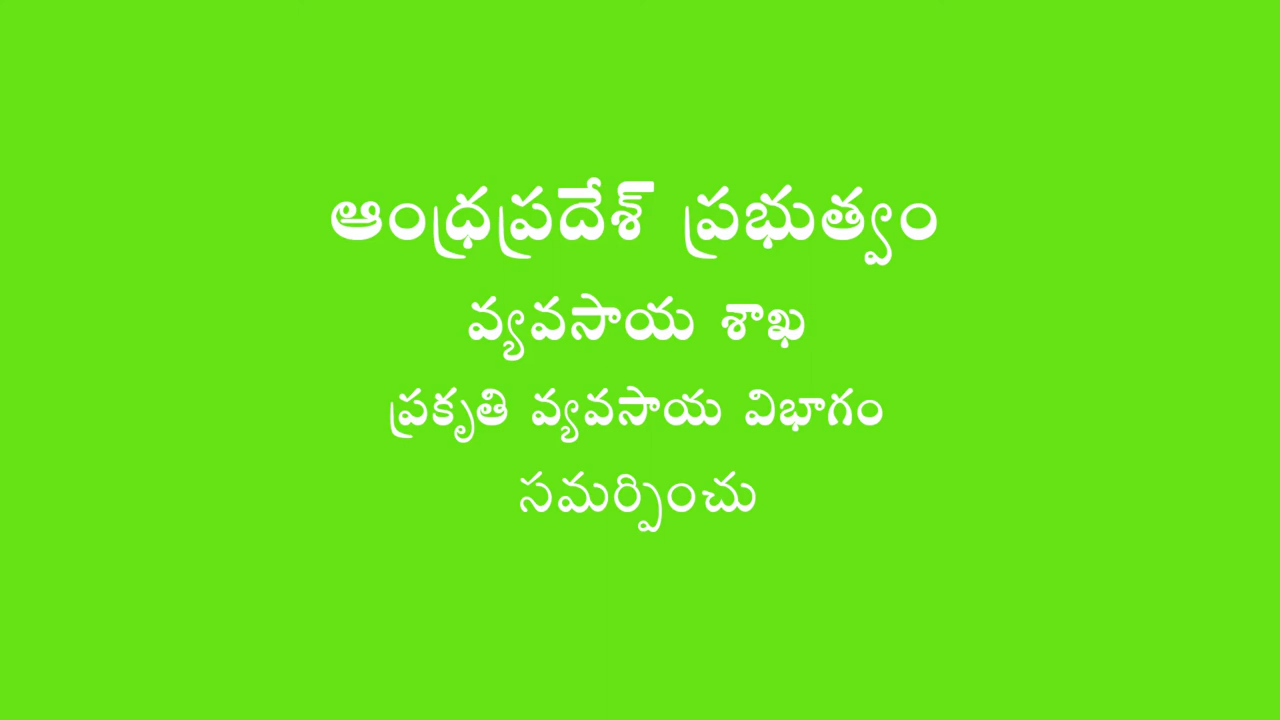 ఆంధ్రప్రదేశ్ ప్రభుత్వం
వ్యవసాయ శాఖ
ప్రకృతి వ్యవసాయ విభాగం
సమర్పించు